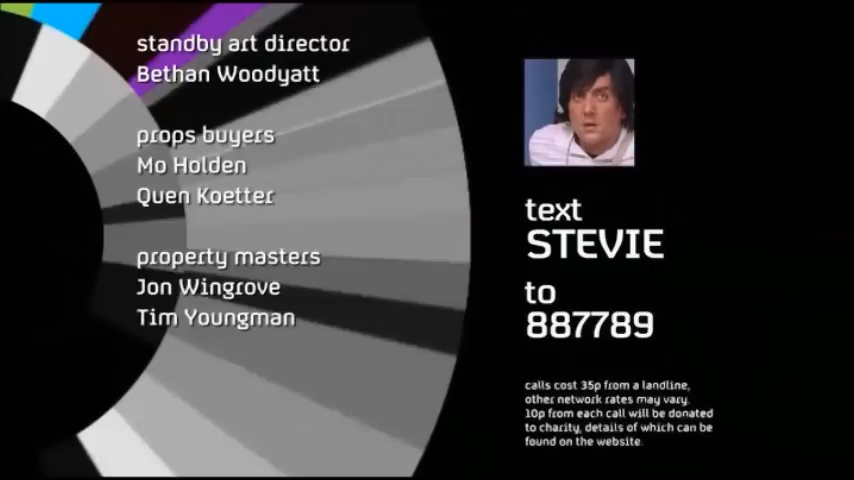 standby art director
Bethan Woodyatt
props buyers
Mo Holden
Quen Koetter
property masters
Jon Wingrove
Tim Youngman
text
STEVIE
to
887789
calls cost 35p from a landline,
other network rates may vary.
10p from each call will be donated
to charity, details of which can be
found on the website.